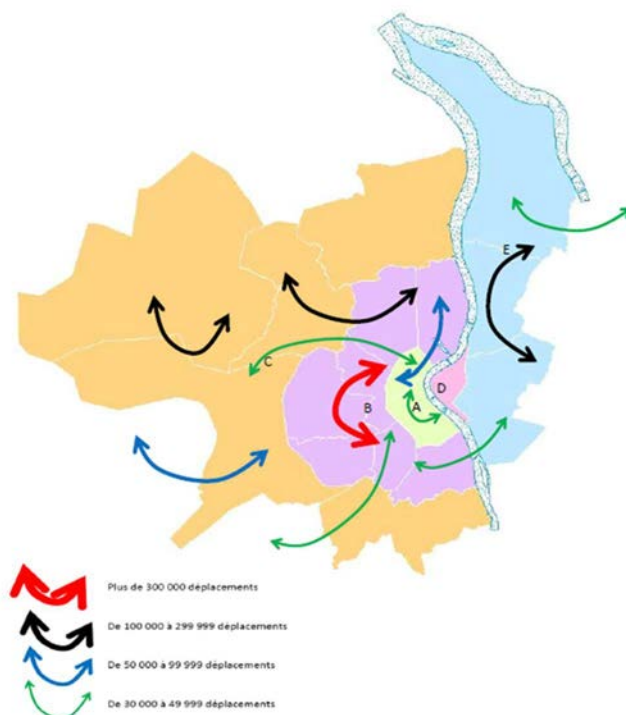 E
C
D
B
A
Plus de 300 000 déplacements
De 100 000 à 299 999 déplacements
De 50 000 à 99 999 déplacements
De 30 000 à 49 999 déplacements